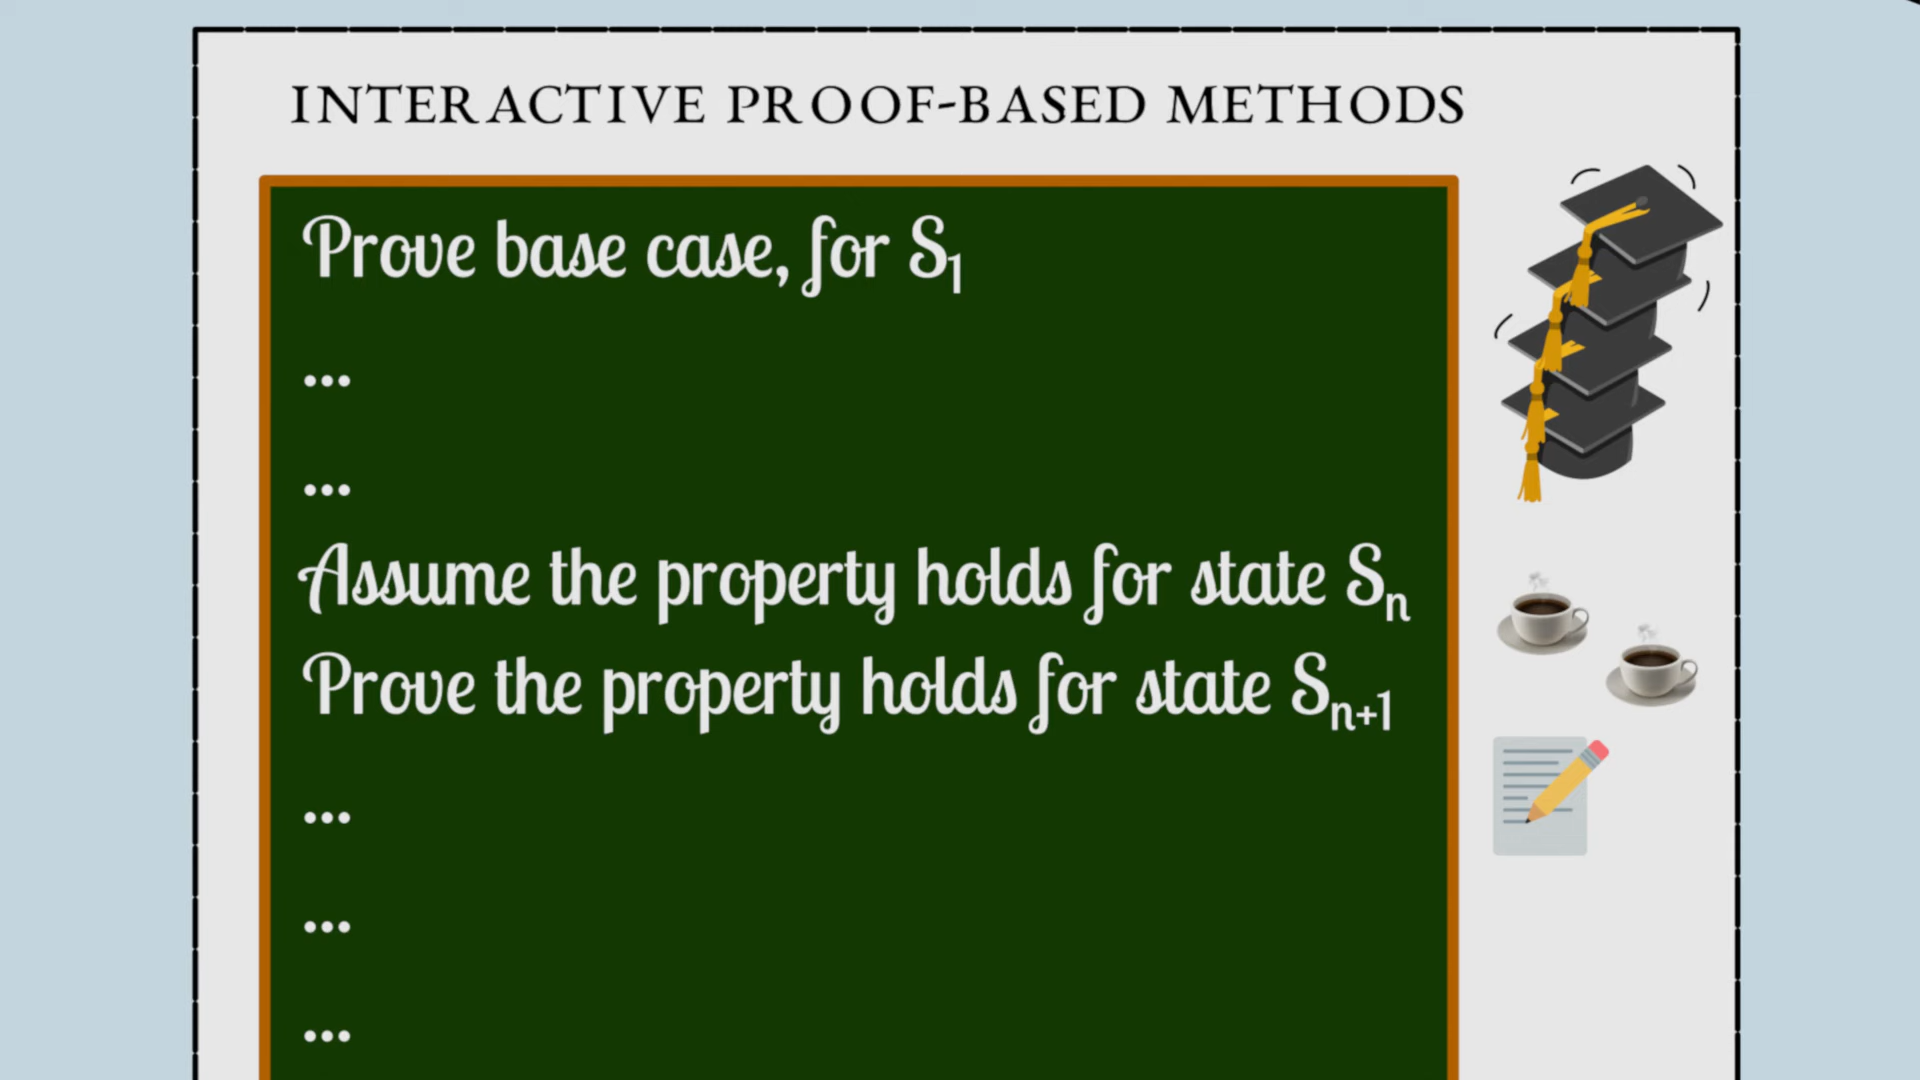 INTERACTIVE PROOF-BASED METHODS
Prove base case, for S₁
...
...
Assume the property holds for state Sₙ
Prove the property holds for state Sₙ₊₁
...
...
...